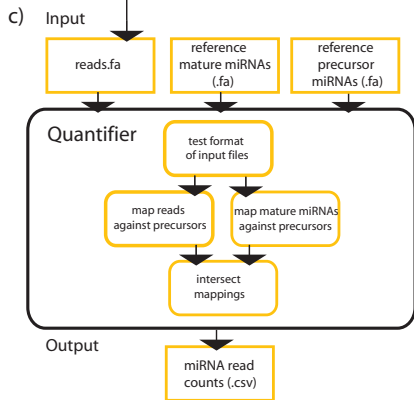 c)
Input
reads.fa
reference
mature miRNAs
(.fa)
reference
precursor
miRNAs (.fa)
Quantifier
test format
of input files
map reads
against precursors
map mature miRNAs
against precursors
intersect
mappings
Output
miRNA read
counts (.csv)